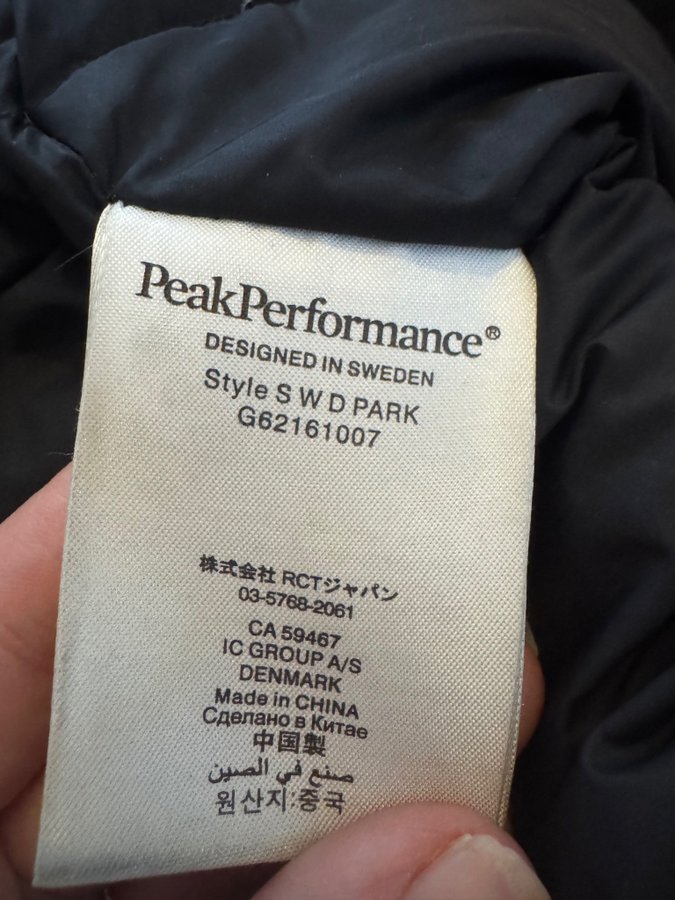 PeakPerformance®
DESIGNED IN SWEDEN
Style S W D PARK
G62161007
株式会社 RCTジャパン
03-5768-2061
CA 59467
IC GROUP A/S
DENMARK
Made in CHINA
Сделано в Китае
中国製
صنع في الصين
원산지:중국